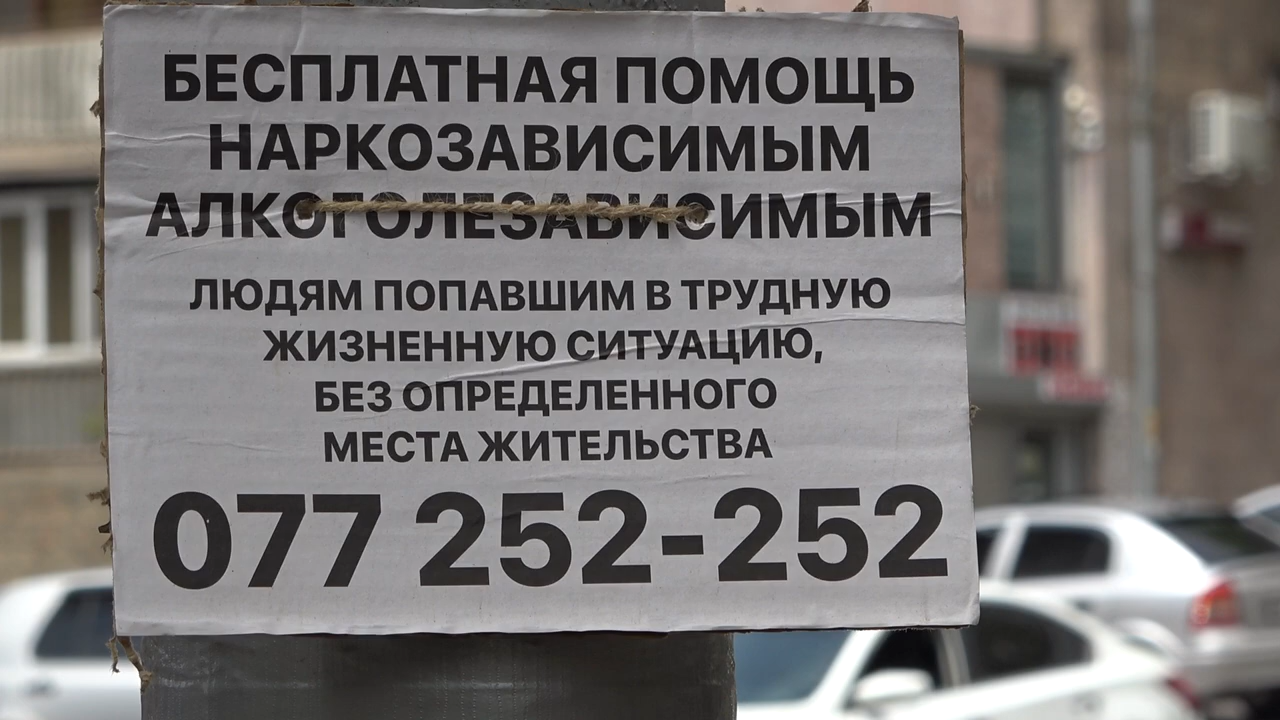 БЕСПЛАТНАЯ ПОМОЩЬ
НАРКОЗАВИСИМЫМ
АЛКОГОЛЕЗАВИСИМЫМ
ЛЮДЯМ ПОПАВШИМ В ТРУДНУЮ
ЖИЗНЕННУЮ СИТУАЦИЮ,
БЕЗ ОПРЕДЕЛЕННОГО
МЕСТА ЖИТЕЛЬСТВА
077 252-252